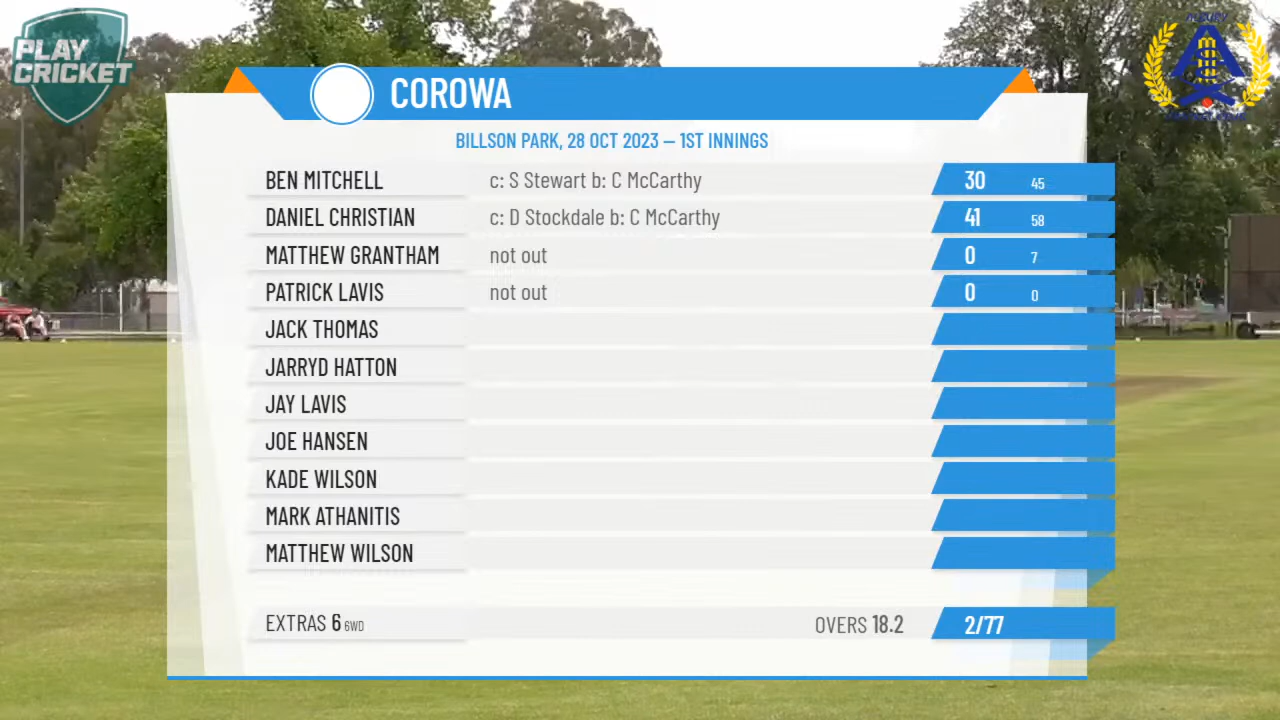 PLAY
CRICKET
ALBURY
COROWA
BILLSON PARK, 28 OCT 2023 – 1ST INNINGS
BEN MITCHELL c: S Stewart b: C McCarthy 30 45
DANIEL CHRISTIAN c: D Stockdale b: C McCarthy 41 58
MATTHEW GRANTHAM not out 0 7
PATRICK LAVIS not out 0 0
JACK THOMAS
JARRYD HATTON
JAY LAVIS
JOE HANSEN
KADE WILSON
MARK ATHANITIS
MATTHEW WILSON
EXTRAS 6 6WD OVERS 18.2 2/77